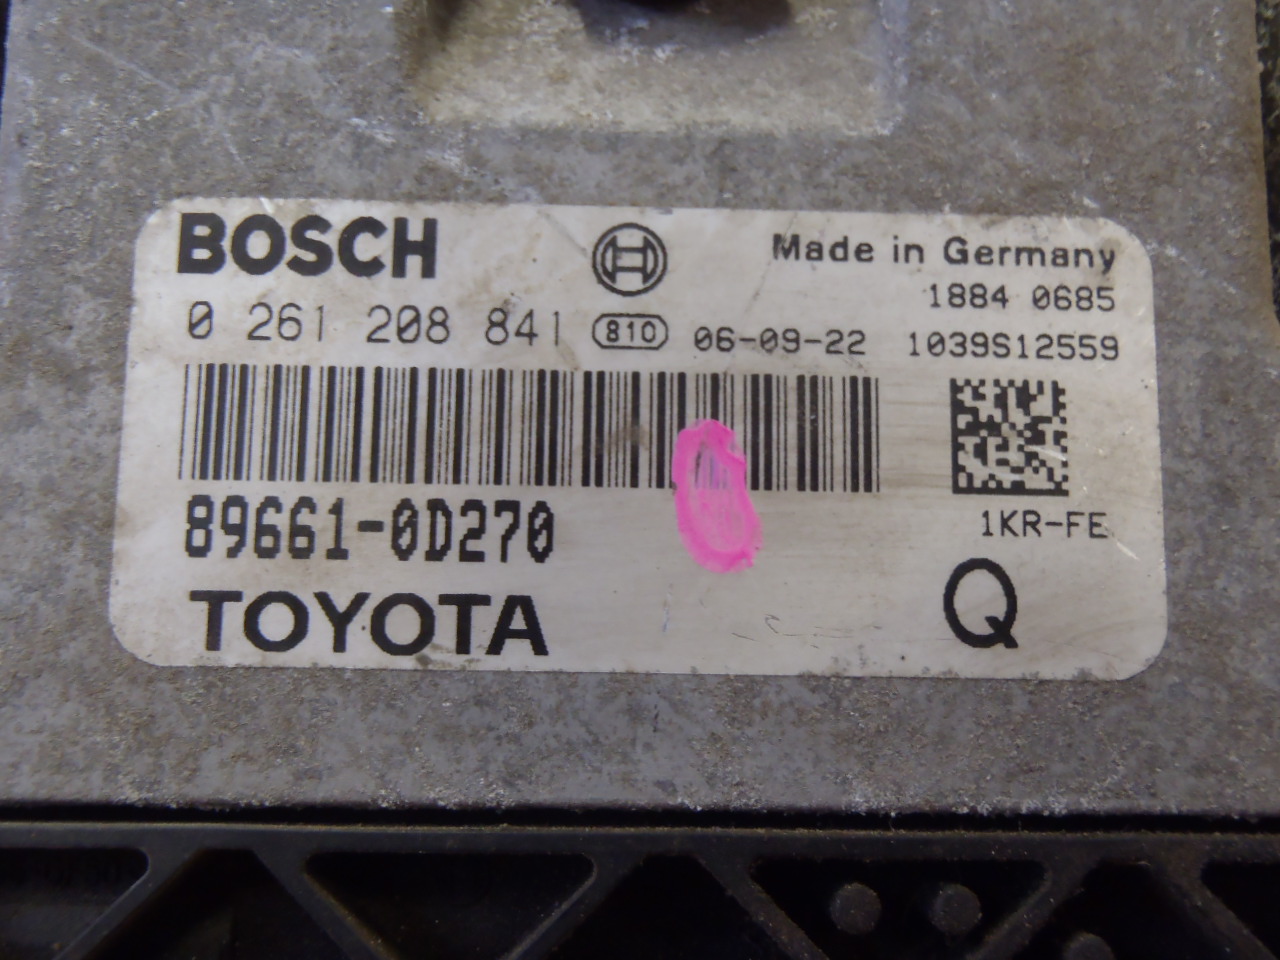 BOSCH
Made in Germany
1884 0685
0 261 208 841 810 06-09-22 1039S12559
89661-0D270
1KR-FE
TOYOTA
Q